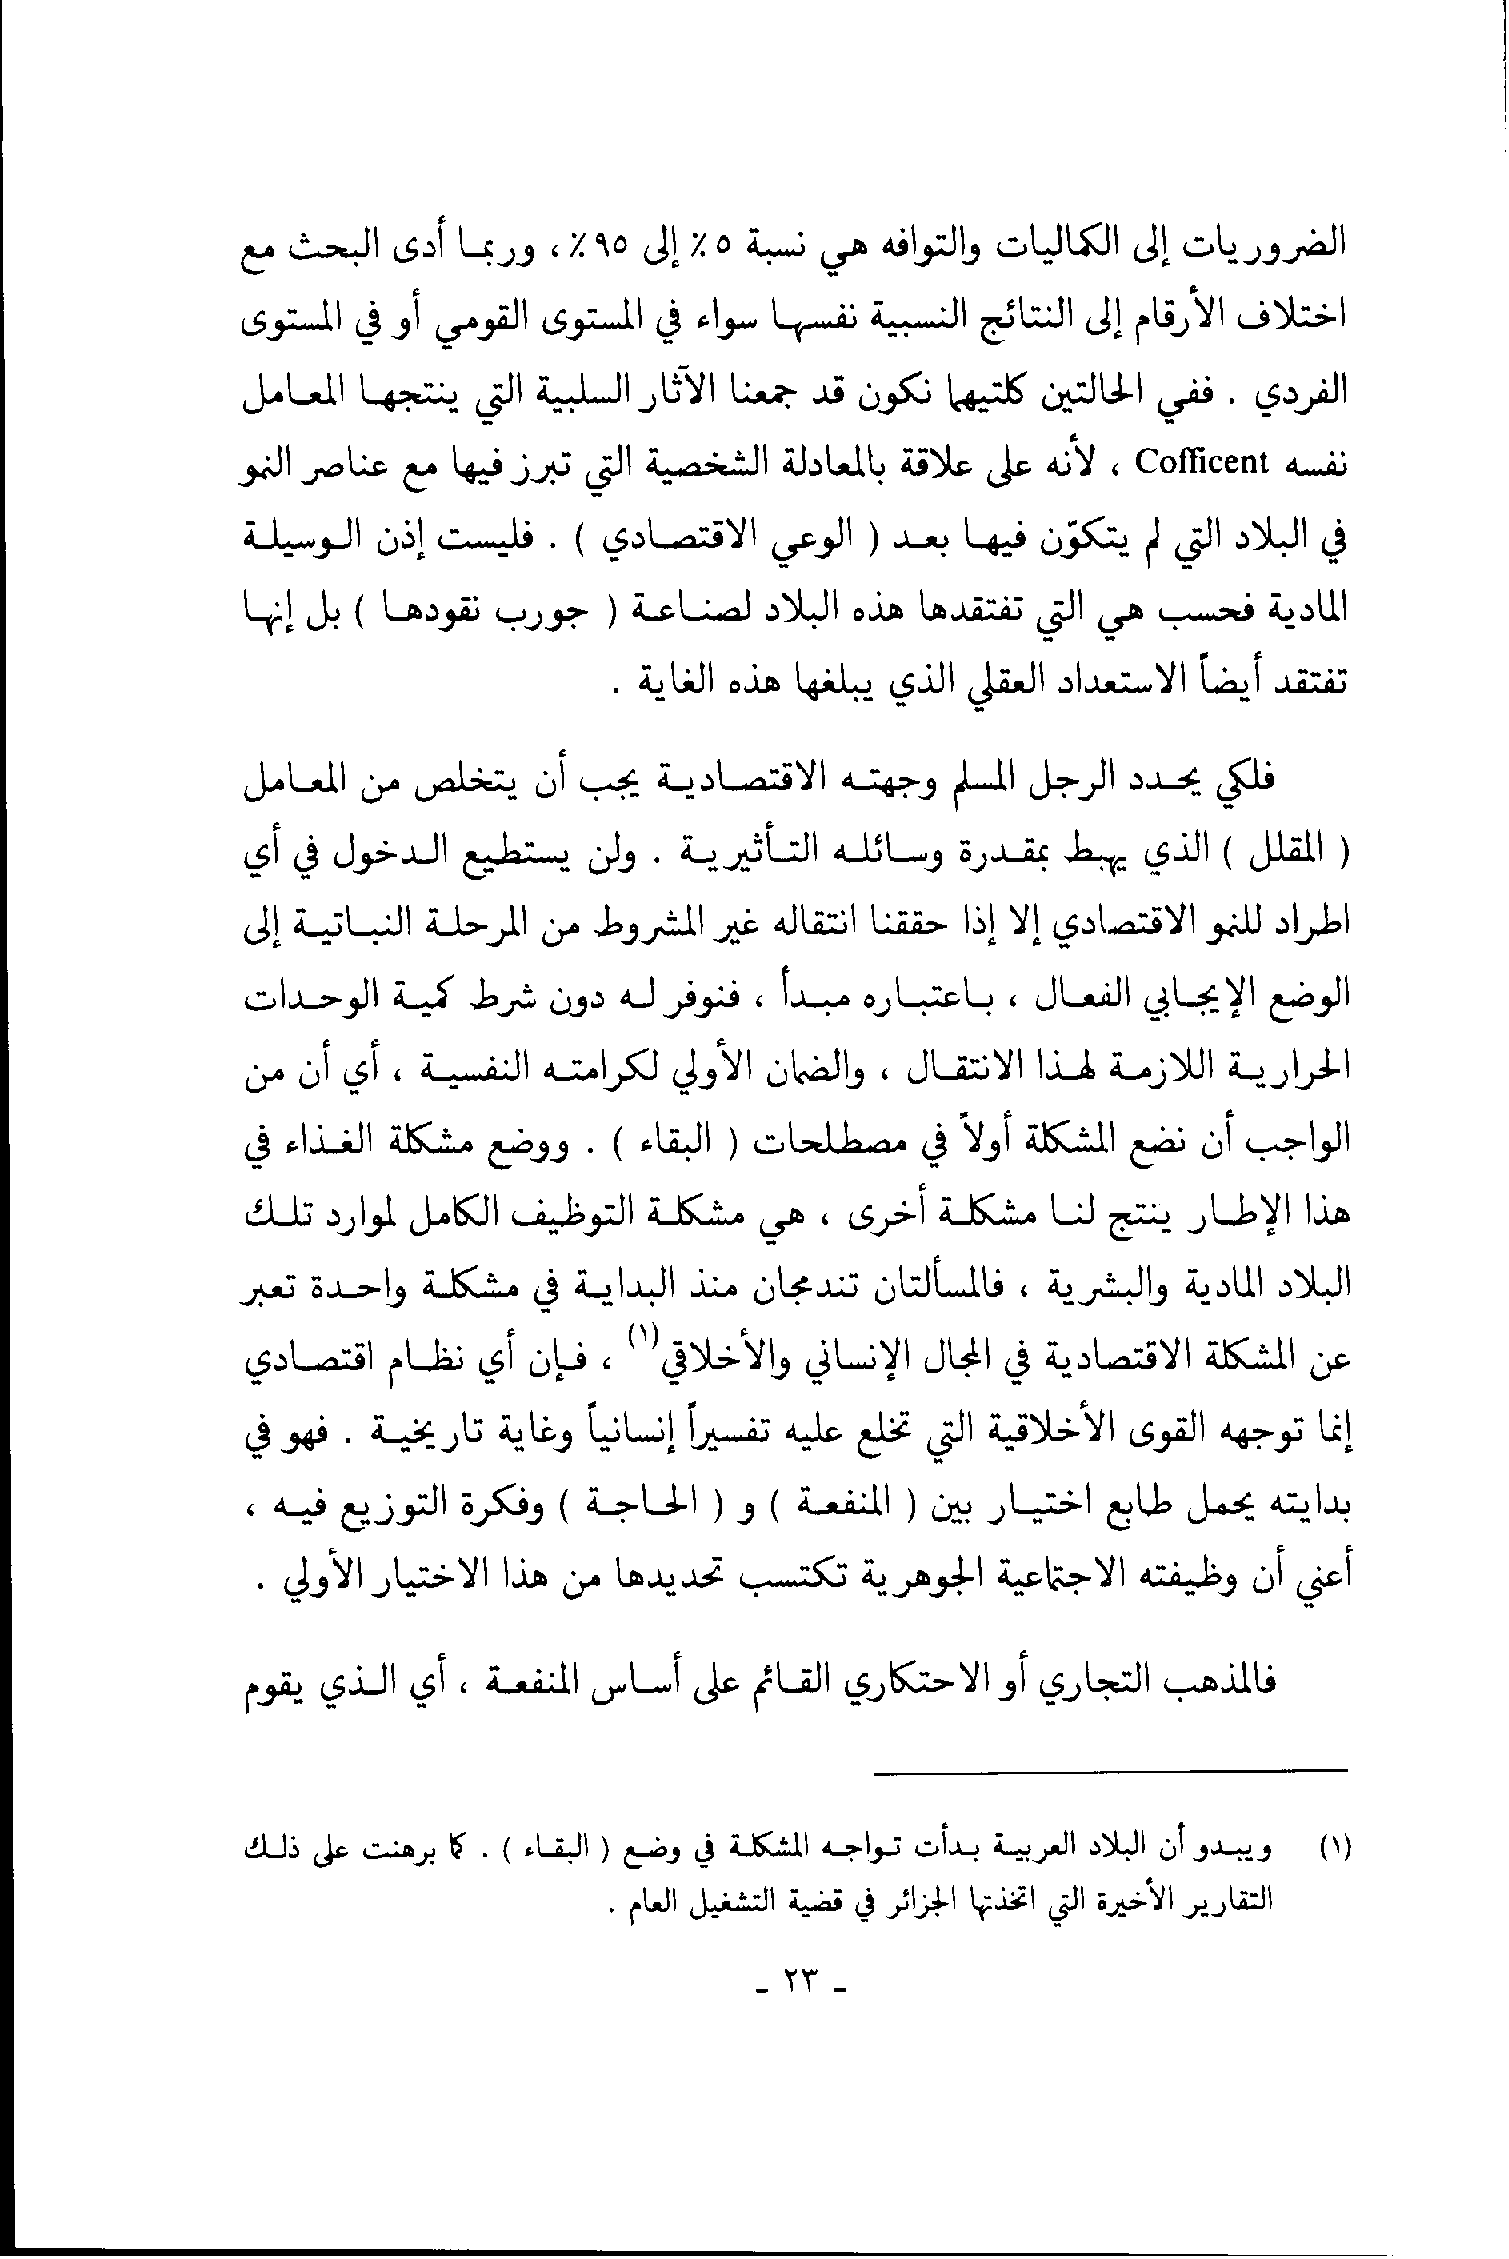 الضروريات إلى الكماليات والتوافه هي نسبة ٥٪ إلى ٩٥٪ ، وربما أدى البحث مع
اختلاف الأرقام إلى النتائج النسبية نفسها سواء في المستوى القومي أو في المستوى
الفردي . ففي الحالتين كلتيهما نكون قد جمعنا الآثار السلبية التي ينتجها المعامل
نفسه Cofficent ، لأنه على علاقة بالمعادلة الشخصية التي تبرز فيها مع عناصر النمو
في البلاد التي لم يتكوّن فيها بعد ( الوعي الاقتصادي ) . فليست إذن الوسيلة
المادية فحسب هي التي تفتقدها هذه البلاد لصناعة ( جورب نقودها ) بل إنها
تفتقد أيضاً الاستعداد العقلي الذي يبلغها هذه الغاية .
فلكي يحدد الرجل المسلم وجهته الاقتصادية يجب أن يتخلص من المعامل
( المقلل ) الذي يهبط بمقدرة وسائله التأثيرية . ولن يستطيع الدخول في أي
اطراد للنمو الاقتصادي إلا إذا حققنا انتقاله غير المشروط من المرحلة النباتية إلى
الوضع الإيجابي الفعال ، باعتباره مبدأ ، فنوفر له دون شرط كمية الوحدات
الحرارية اللازمة لهذا الانتقال ، والضمان الأولي لكرامته النفسية ، أي أن من
الواجب أن نضع المشكلة أولاً في مصطلحات ( البقاء ) . ووضع مشكلة الغذاء في
هذا الإطار ينتج لنا مشكلة أخرى ، هي مشكلة التوظيف الكامل لموارد تلك
البلاد المادية والبشرية ، فالمسألتان تندمجان منذ البداية في مشكلة واحدة تعبر
عن المشكلة الاقتصادية في المجال الإنساني والأخلاقي(١) ، فإن أي نظام اقتصادي
إنما توجهه القوى الأخلاقية التي تخلع عليه تفسيراً إنسانياً وغاية تاريخية . فهو في
بدايته يحمل طابع اختيار بين ( المنفعة ) و ( الحاجة ) وفكرة التوزيع فيه ،
أعني أن وظيفته الاجتماعية الجوهرية تكتسب تحديدها من هذا الاختيار الأولي .
فالمذهب التجاري أو الاحتكاري القائم على أساس المنفعة ، أي الذي يقوم
(١) ويبدو أن البلاد العربية بدأت تواجه المشكلة في وضع ( البقاء ) . كما برهنت على ذلك
التقارير الأخيرة التي اتخذتها الجزائر في قضية التشغيل العام .
- ٢٣ -